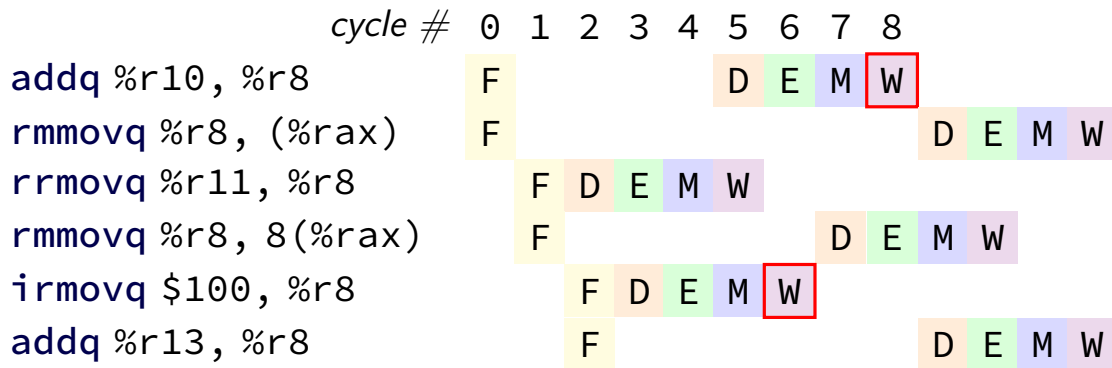 cycle # 0 1 2 3 4 5 6 7 8
addq %r10, %r8 F D E M W
rmmovq %r8, (%rax) F D E M W
rrmovq %r11, %r8 F D E M W
rmmovq %r8, 8(%rax) F D E M W
irmovq $100, %r8 F D E M W
addq %r13, %r8 F D E M W